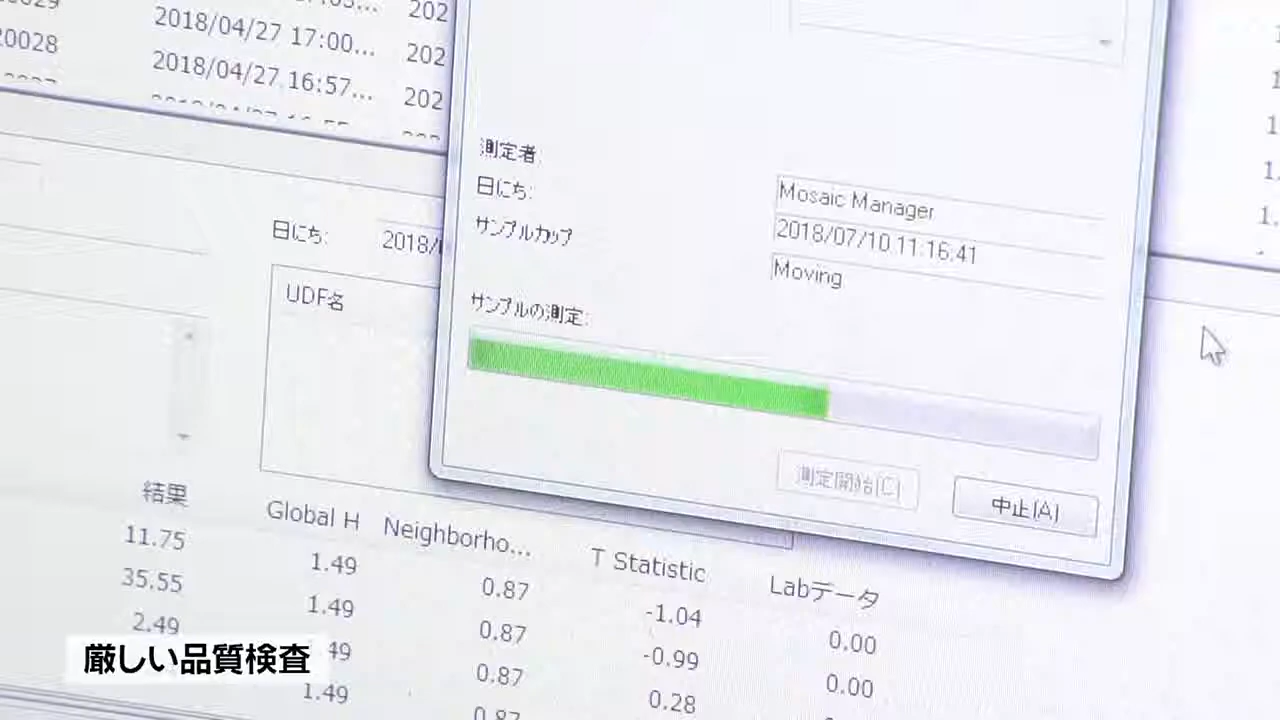 2018/04/27 17:00... 202
20028 2018/04/27 16:57... 202
202
測定者:
日にち: Mosaic Manager
サンプルカップ 2018/07/10 11:16:41
Moving
日にち: 2018/
UDF名
サンプルの測定:
測定開始(C) 中止(A)
結果 Global H Neighborho... T Statistic Labデータ
11.75 1.49 0.87 -1.04 0.00
35.55 1.49 0.87 -0.99 0.00
2.49 49 0.87 0.28
1.49 0.87
厳しい品質検査